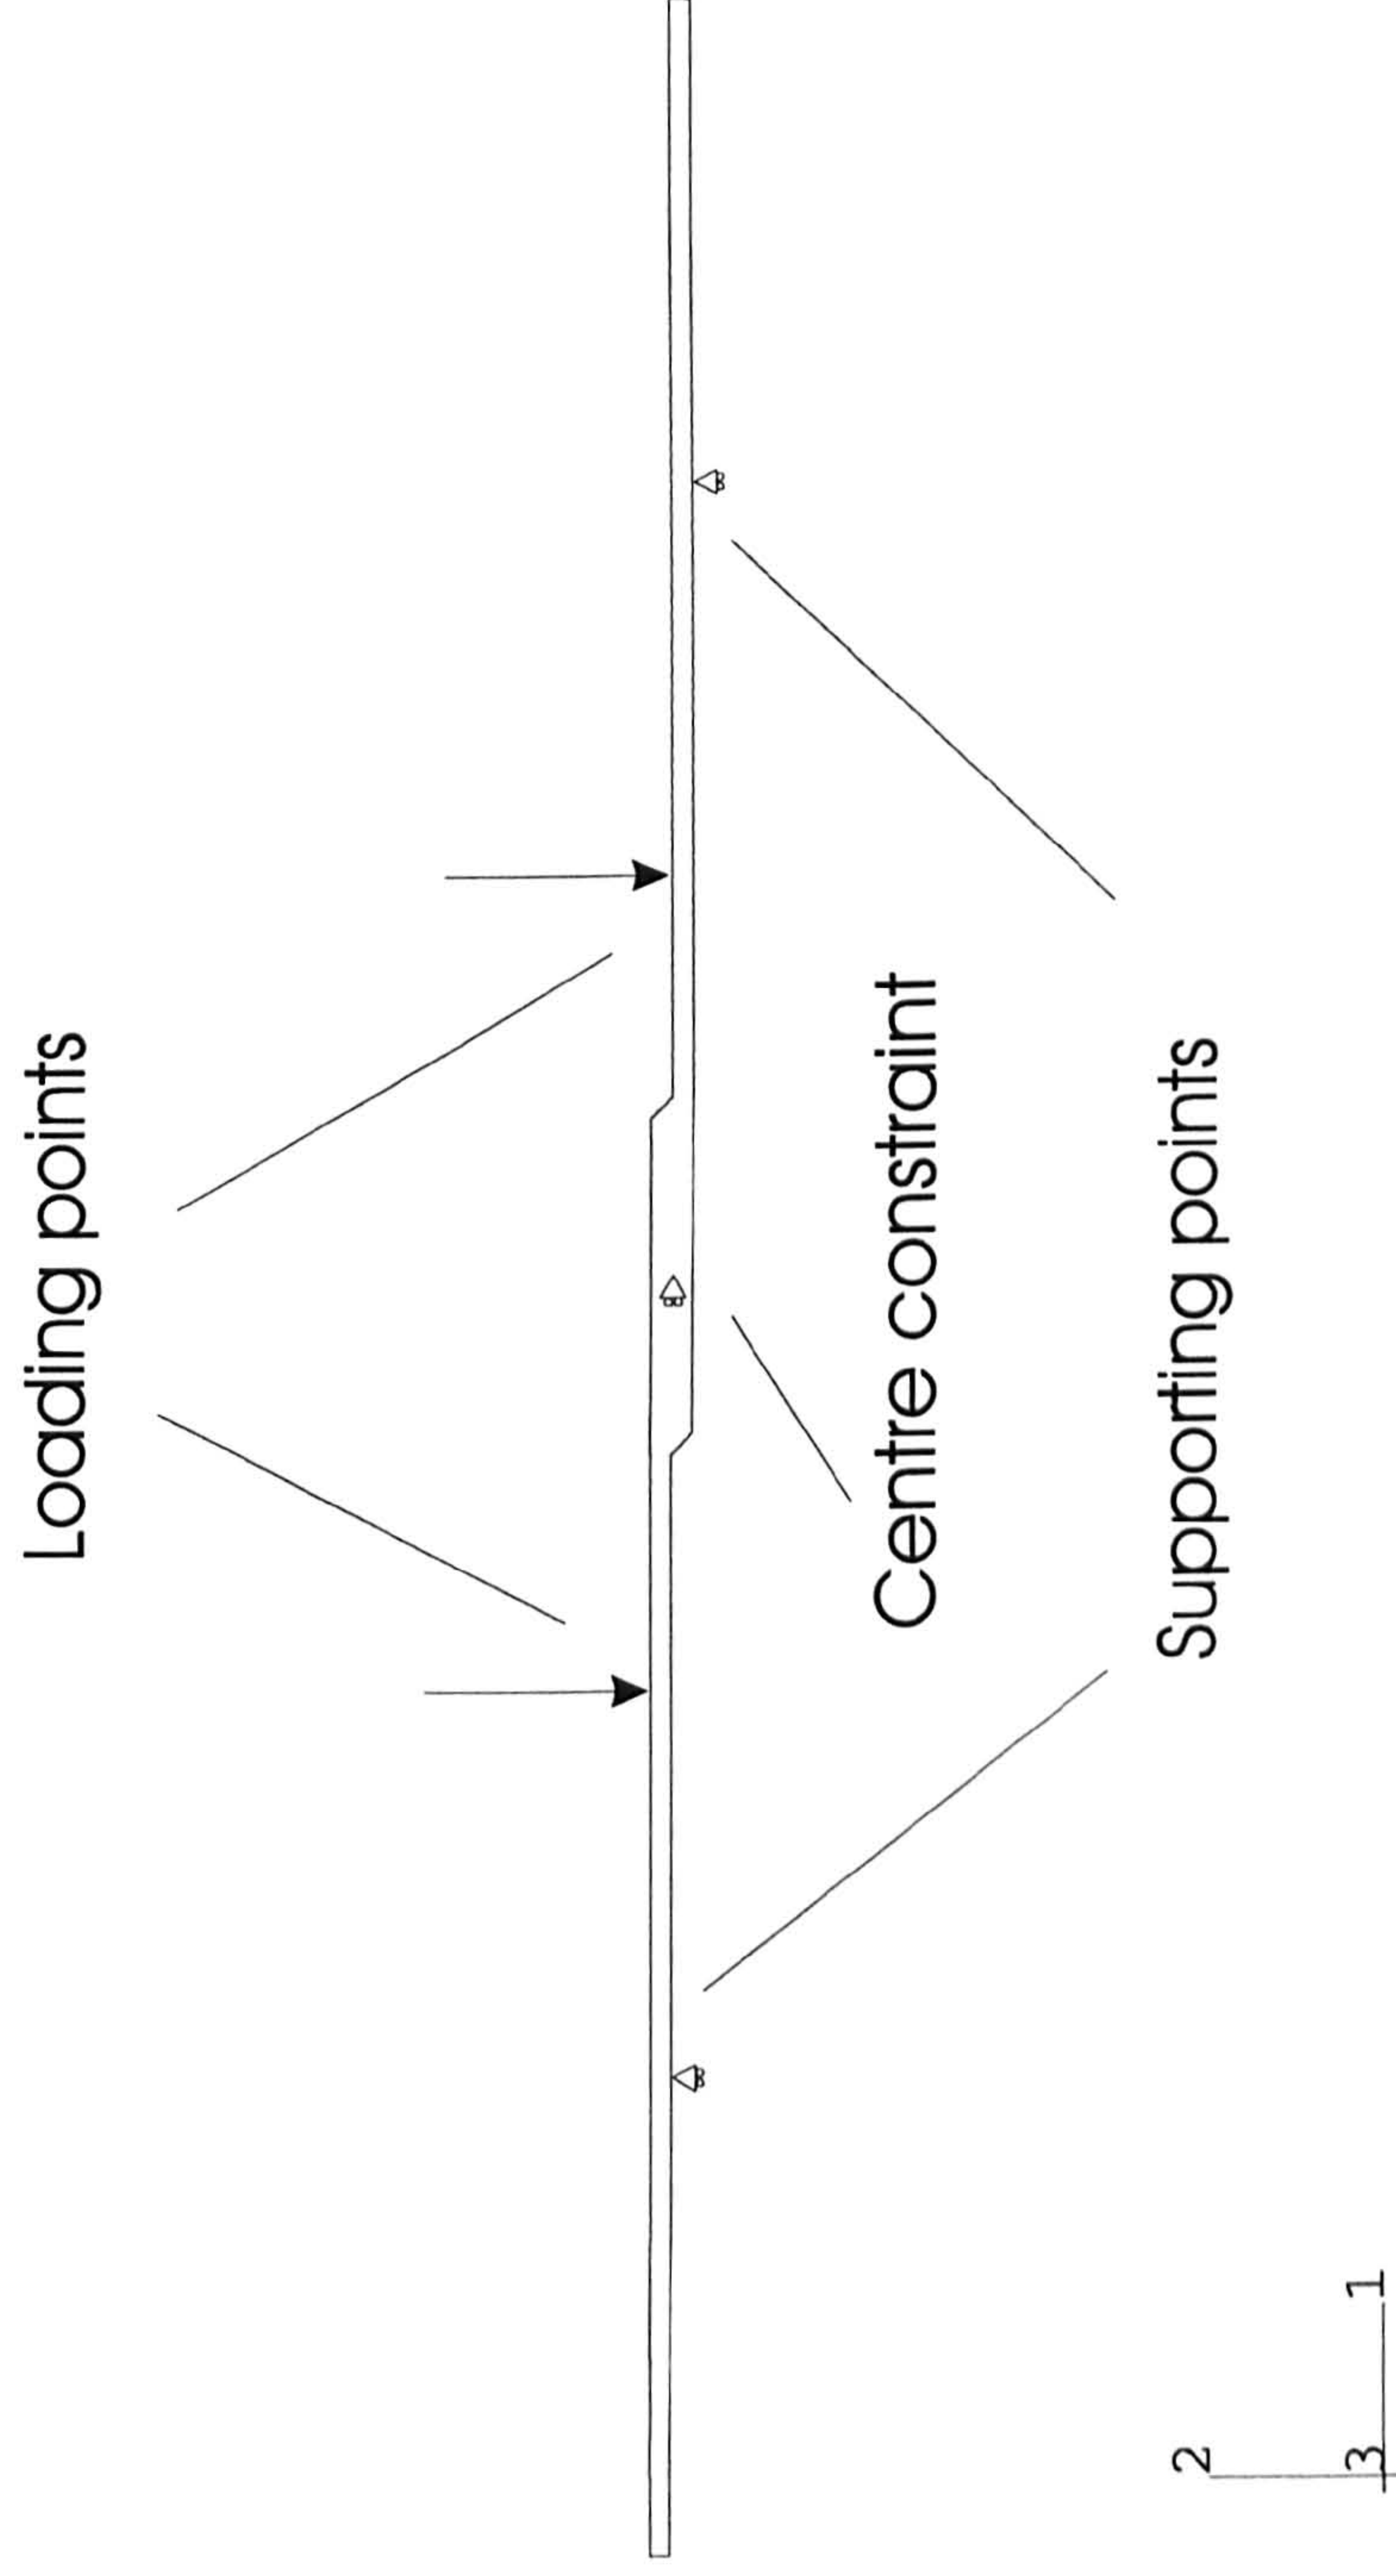 Loading points
Centre constraint
Supporting points
2
3 1